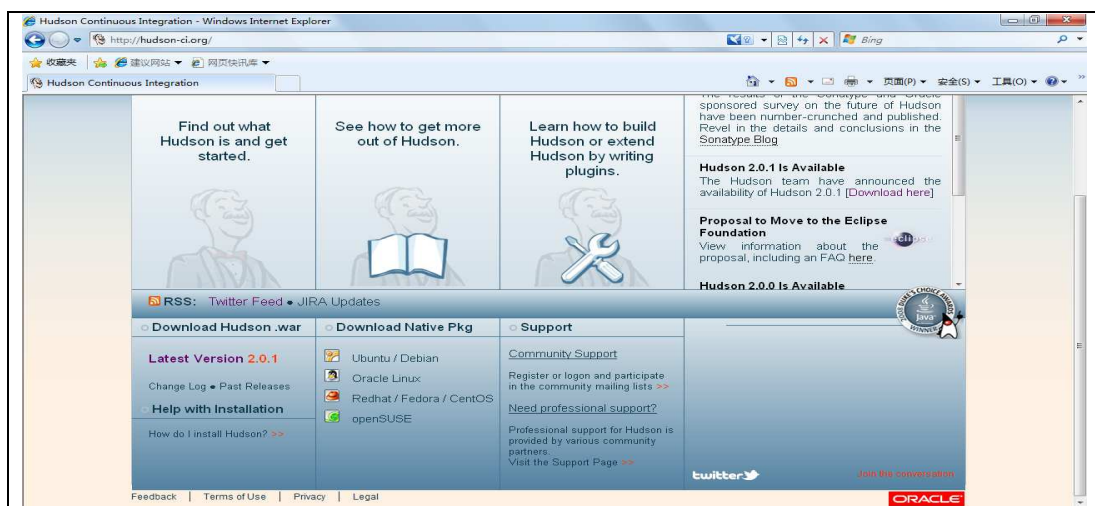 Hudson Continuous Integration - Windows Internet Explorer
http://hudson-ci.org/
Bing
收藏夹
建议网站
网页快讯库
Hudson Continuous Integration
页面(P)
安全(S)
工具(O)
Find out what
Hudson is and get
started.
See how to get more
out of Hudson.
Learn how to build
Hudson or extend
Hudson by writing
plugins.
The results of the Sonatype and Oracle
sponsored survey on the future of Hudson
have been number-crunched and published.
Revel in the details and conclusions in the
Sonatype Blog
Hudson 2.0.1 Is Available
The Hudson team have announced the
availability of Hudson 2.0.1 [Download here]
Proposal to Move to the Eclipse
Foundation
View information about the
proposal, including an FAQ here.
eclipse
Hudson 2.0.0 Is Available
RSS: Twitter Feed ● JIRA Updates
Java
WINNER
Download Hudson .war
Latest Version 2.0.1
Change Log ● Past Releases
Help with Installation
How do I install Hudson? >>
Download Native Pkg
Ubuntu / Debian
Oracle Linux
Redhat / Fedora / CentOS
openSUSE
Support
Community Support
Register or logon and participate
in the community mailing lists >>
Need professional support?
Professional support for Hudson is
provided by various community
partners.
Visit the Support Page >>
twitter
Join the conversation
Feedback | Terms of Use | Privacy | Legal
ORACLE